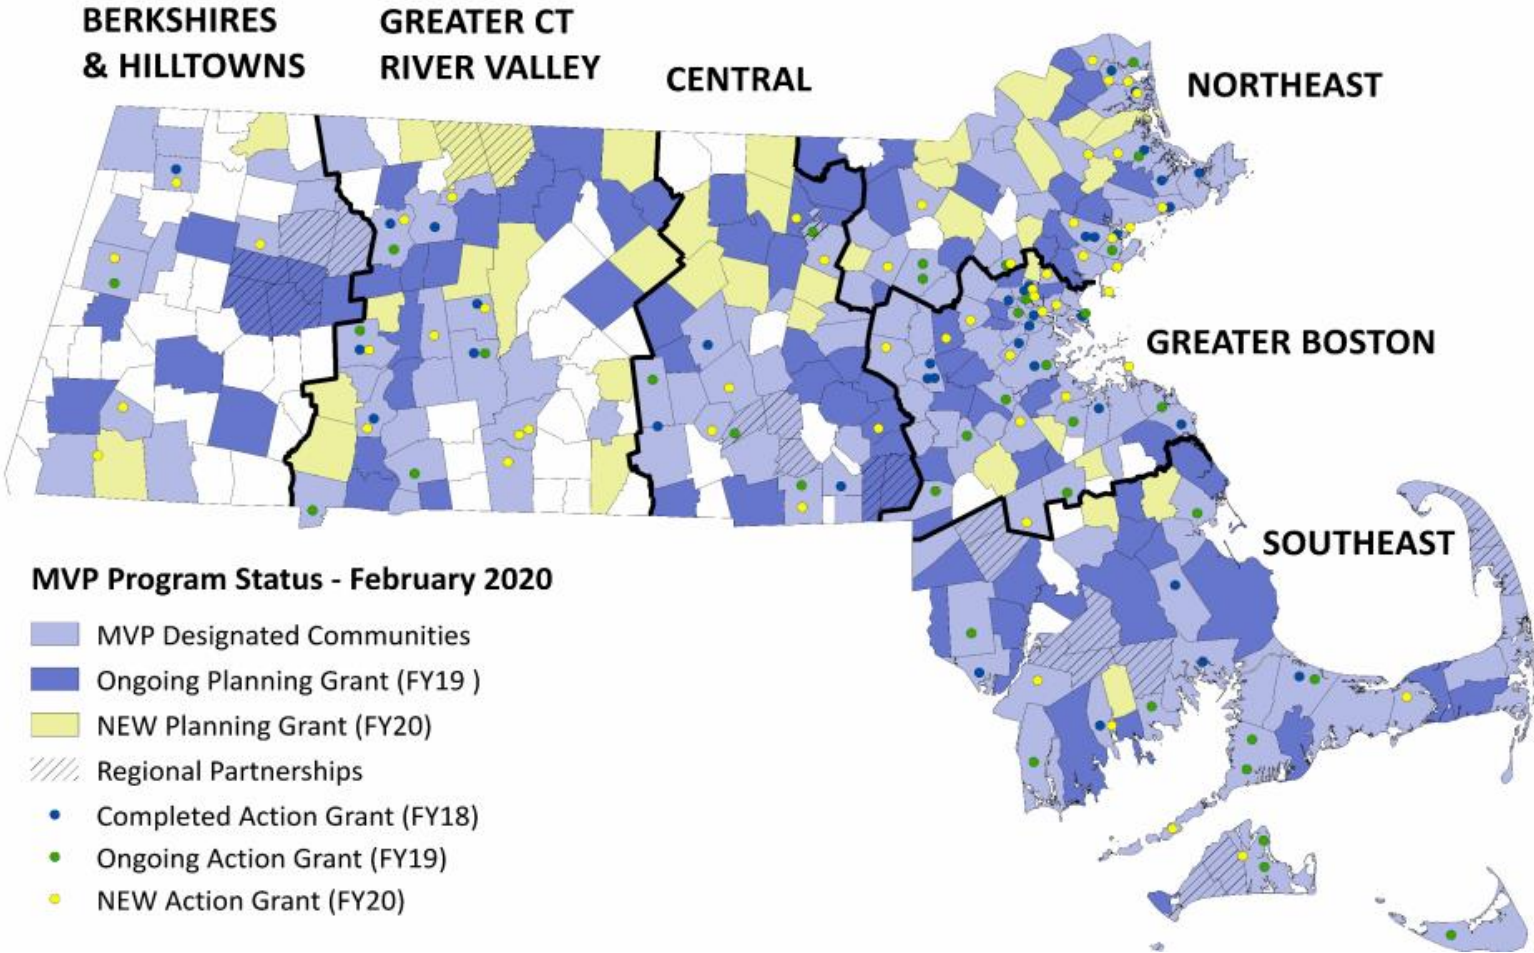 BERKSHIRES
& HILLTOWNS
GREATER CT
RIVER VALLEY
CENTRAL
NORTHEAST
GREATER BOSTON
SOUTHEAST
MVP Program Status - February 2020
MVP Designated Communities
Ongoing Planning Grant (FY19 )
NEW Planning Grant (FY20)
Regional Partnerships
Completed Action Grant (FY18)
Ongoing Action Grant (FY19)
NEW Action Grant (FY20)